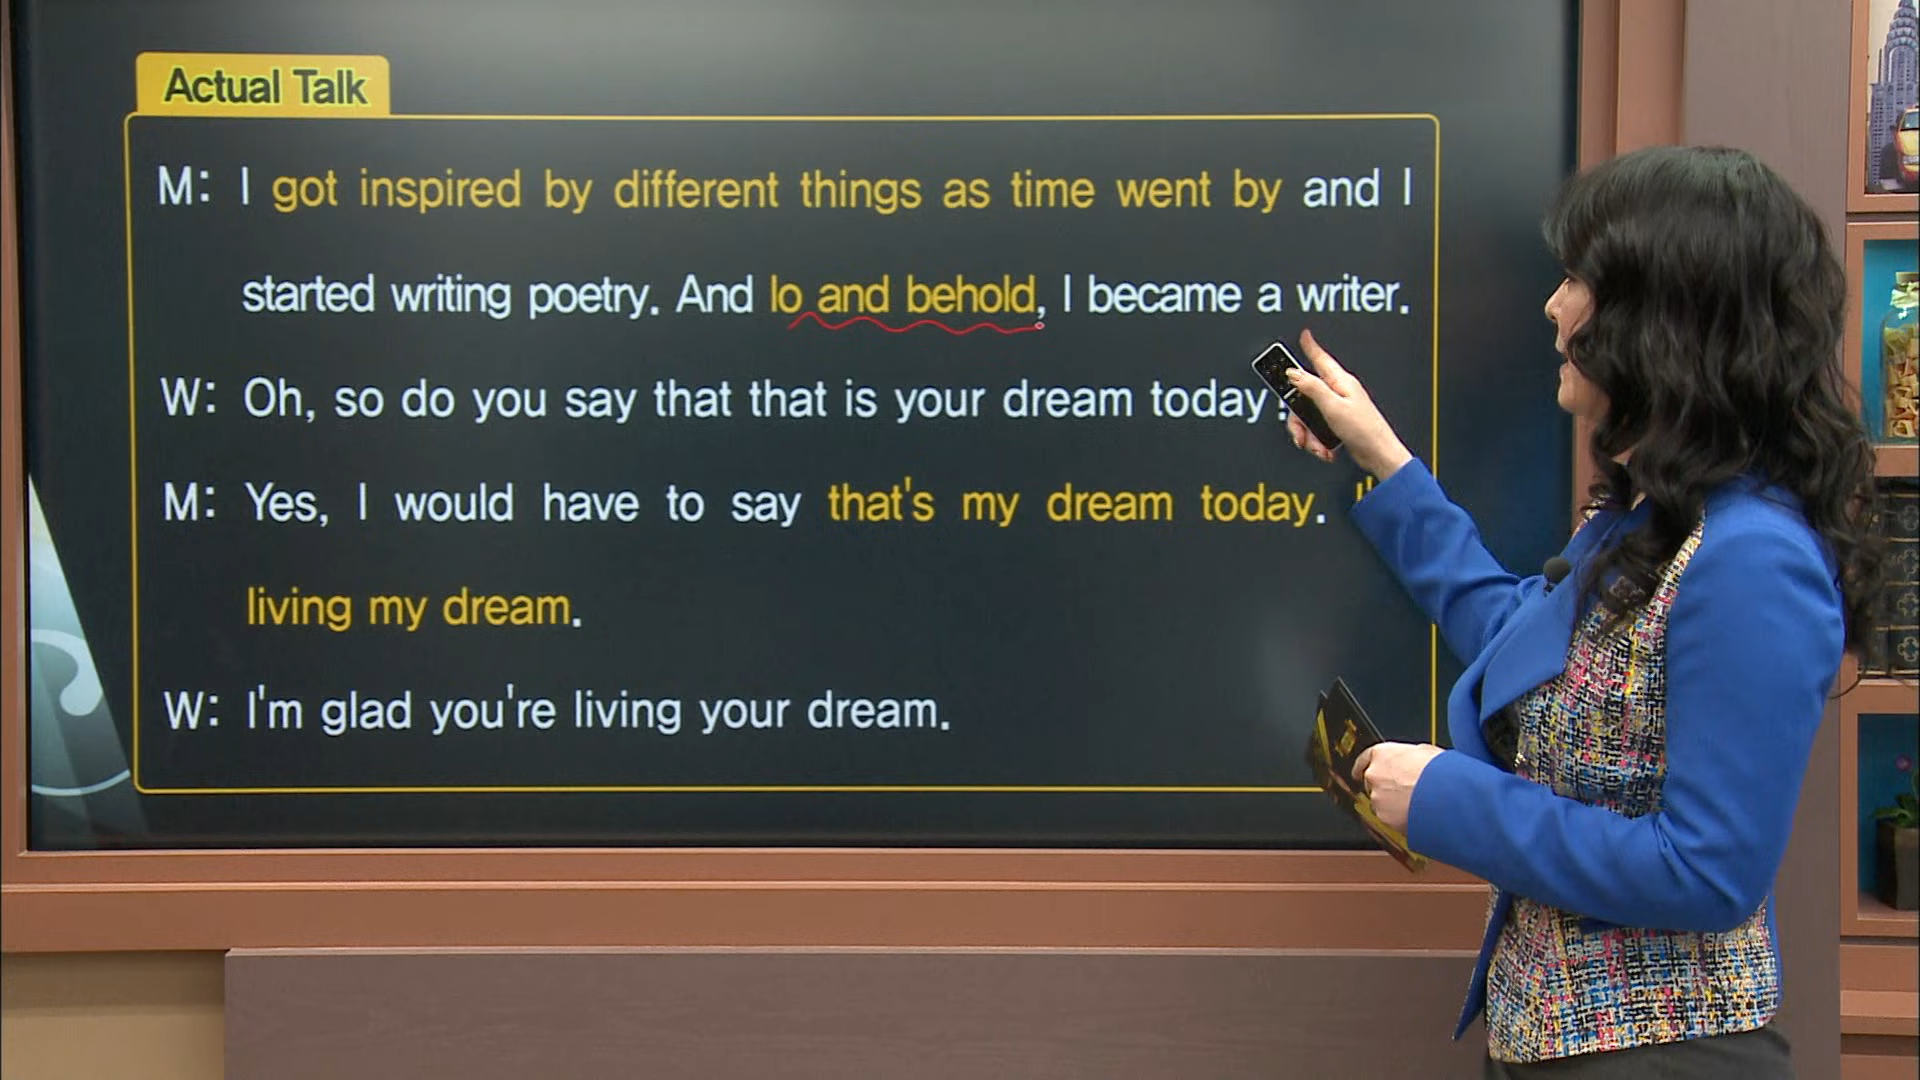 Actual Talk
M: I got inspired by different things as time went by and I
started writing poetry. And lo and behold, I became a writer.
W: Oh, so do you say that that is your dream today?
M: Yes, I would have to say that's my dream today.
living my dream.
W: I'm glad you're living your dream.